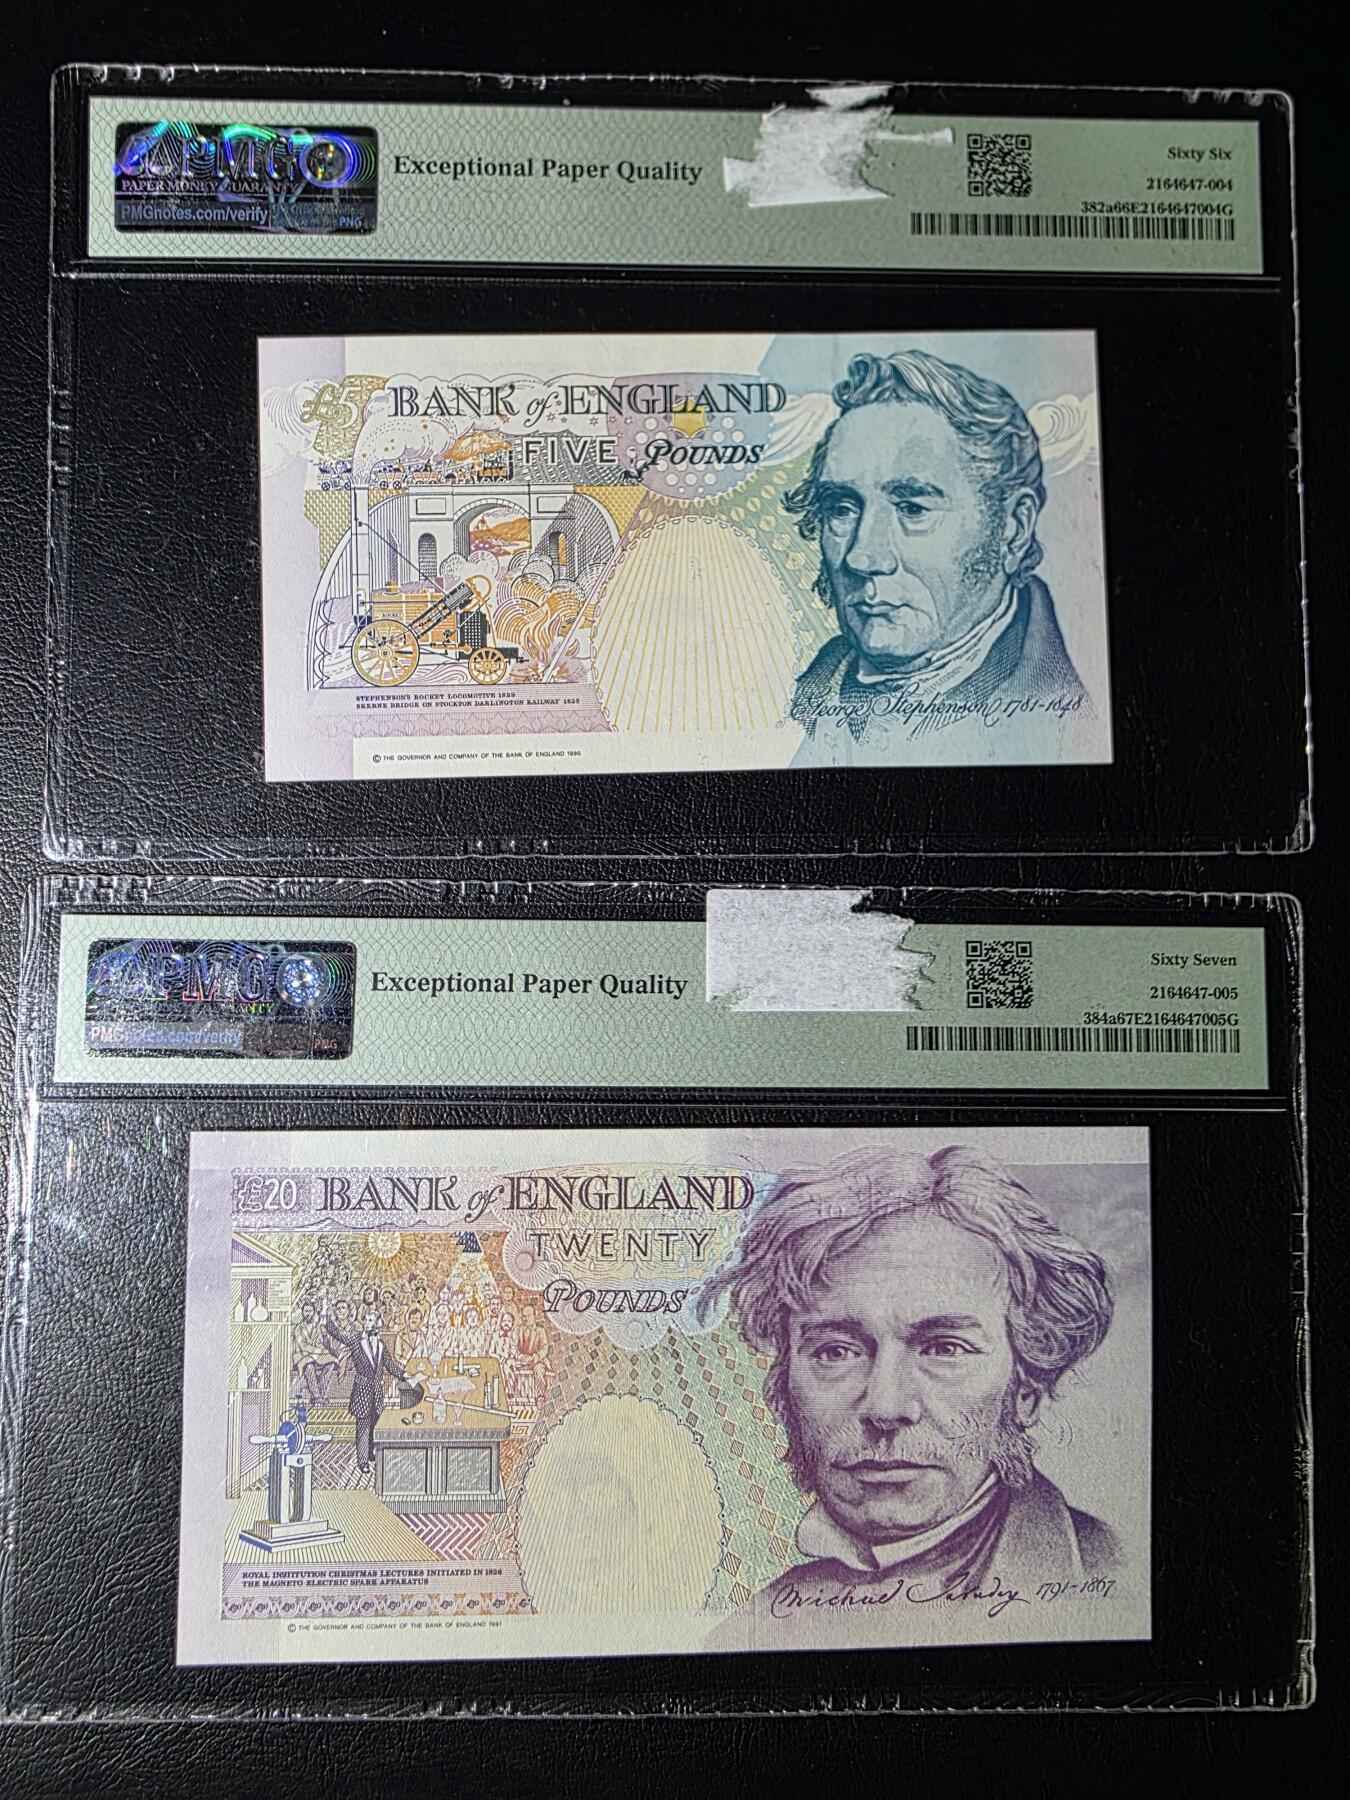 PMG
PAPER MONEY GUARANTY
PMGnotes.com/verify
PMG
Exceptional Paper Quality
Sixty Six
2164647-004
382a66E2164647004G
£5
BANK of ENGLAND
FIVE POUNDS
ROCKET
STEPHENSON'S ROCKET LOCOMOTIVE 1829
SKERNE BRIDGE ON STOCKTON DARLINGTON RAILWAY 1825
George Stephenson 1781-1848
© THE GOVERNOR AND COMPANY OF THE BANK OF ENGLAND 1990
PMG
PMGnotes.com/verify
PMG
Exceptional Paper Quality
Sixty Seven
2164647-005
384a67E2164647005G
£20 BANK of ENGLAND
TWENTY
POUNDS
ROYAL INSTITUTION CHRISTMAS LECTURES INITIATED IN 1826
THE MAGNETO-ELECTRIC SPARK APPARATUS
Michael Faraday 1791-1867
© THE GOVERNOR AND COMPANY OF THE BANK OF ENGLAND 1991